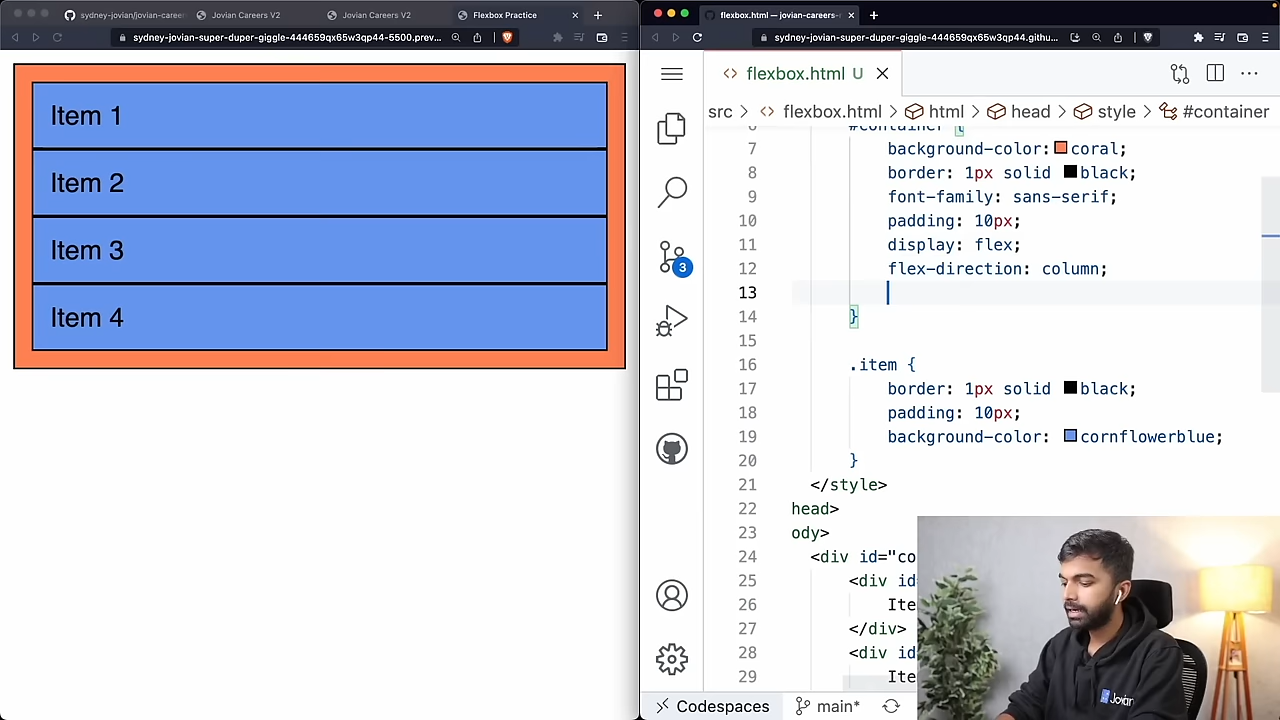 sydney-jovian/jovian-career
Jovian Careers V2
Jovian Careers V2
Flexbox Practice
sydney-jovian-super-duper-giggle-444659qx65w3qp44-5500.prev...
Item 1
Item 2
Item 3
Item 4
flexbox.html — jovian-careers-
sydney-jovian-super-duper-giggle-444659qx65w3qp44.githu...
<> flexbox.html U
src > <> flexbox.html > html > head > style > #container
6 #container {
7 background-color: coral;
8 border: 1px solid black;
9 font-family: sans-serif;
10 padding: 10px;
11 display: flex;
12 flex-direction: column;
13
14 }
15
16 .item {
17 border: 1px solid black;
18 padding: 10px;
19 background-color: cornflowerblue;
20 }
21 </style>
22 head>
23 ody>
24 <div id="co
25 <div id
26 Ite
27 </div>
28 <div id
29 Ite
3
Codespaces main*
Jovian